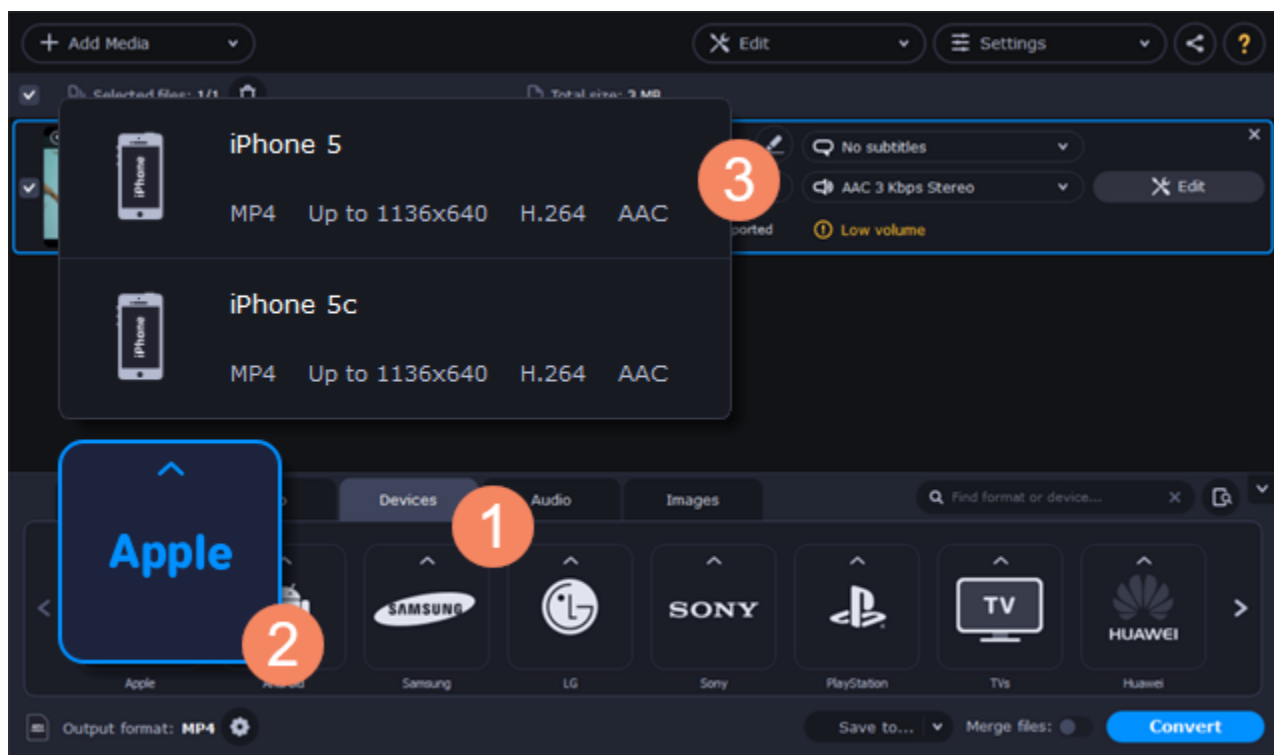 Add Media
Edit
Settings
?
Selected files: 1/1
Total size: 3 MB
iPhone 5
iPhone
MP4 Up to 1136x640 H.264 AAC
3
No subtitles
AAC 3 Kbps Stereo
Edit
Low volume
iPhone 5c
iPhone
MP4 Up to 1136x640 H.264 AAC
Devices
1
Audio
Images
Find format or device...
Apple
2
SAMSUNG
LG
SONY
TV
HUAWEI
Apple
Samsung
LG
Sony
PlayStation
TVs
Huawei
Output format: MP4
Save to...
Merge files:
Convert